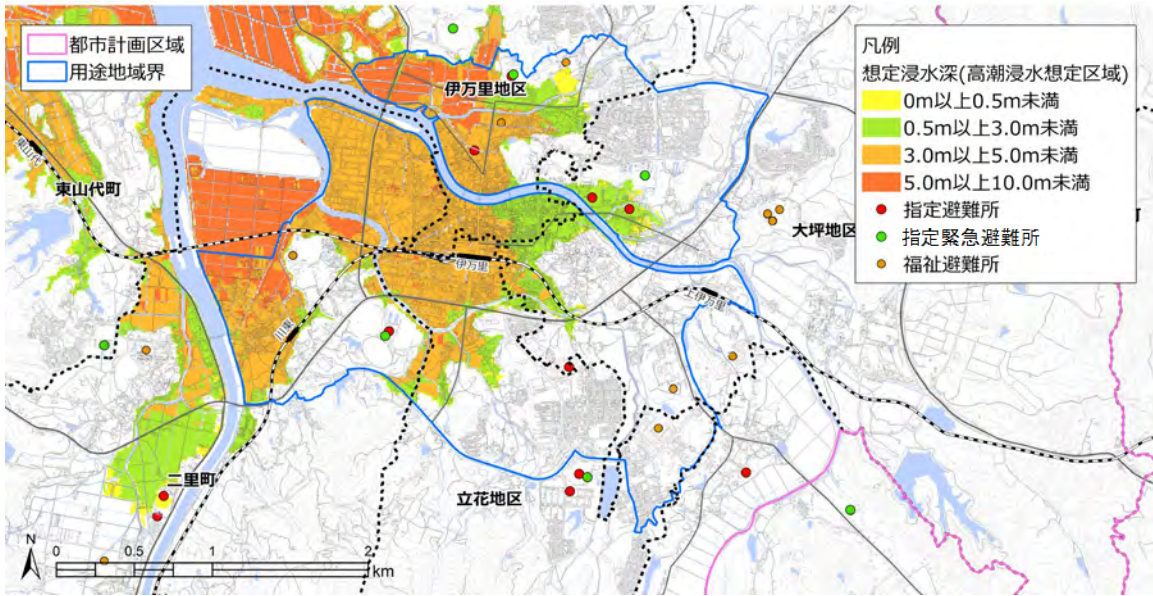 都市計画区域
用途地域界
伊万里地区
東山代
東山代町
伊万里
川東
上伊万里
大坪地区
二里町
立花地区
凡例
想定浸水深(高潮浸水想定区域)
0m以上0.5m未満
0.5m以上3.0m未満
3.0m以上5.0m未満
5.0m以上10.0m未満
指定避難所
指定緊急避難所
福祉避難所
町
N
0 0.5 1 2
km